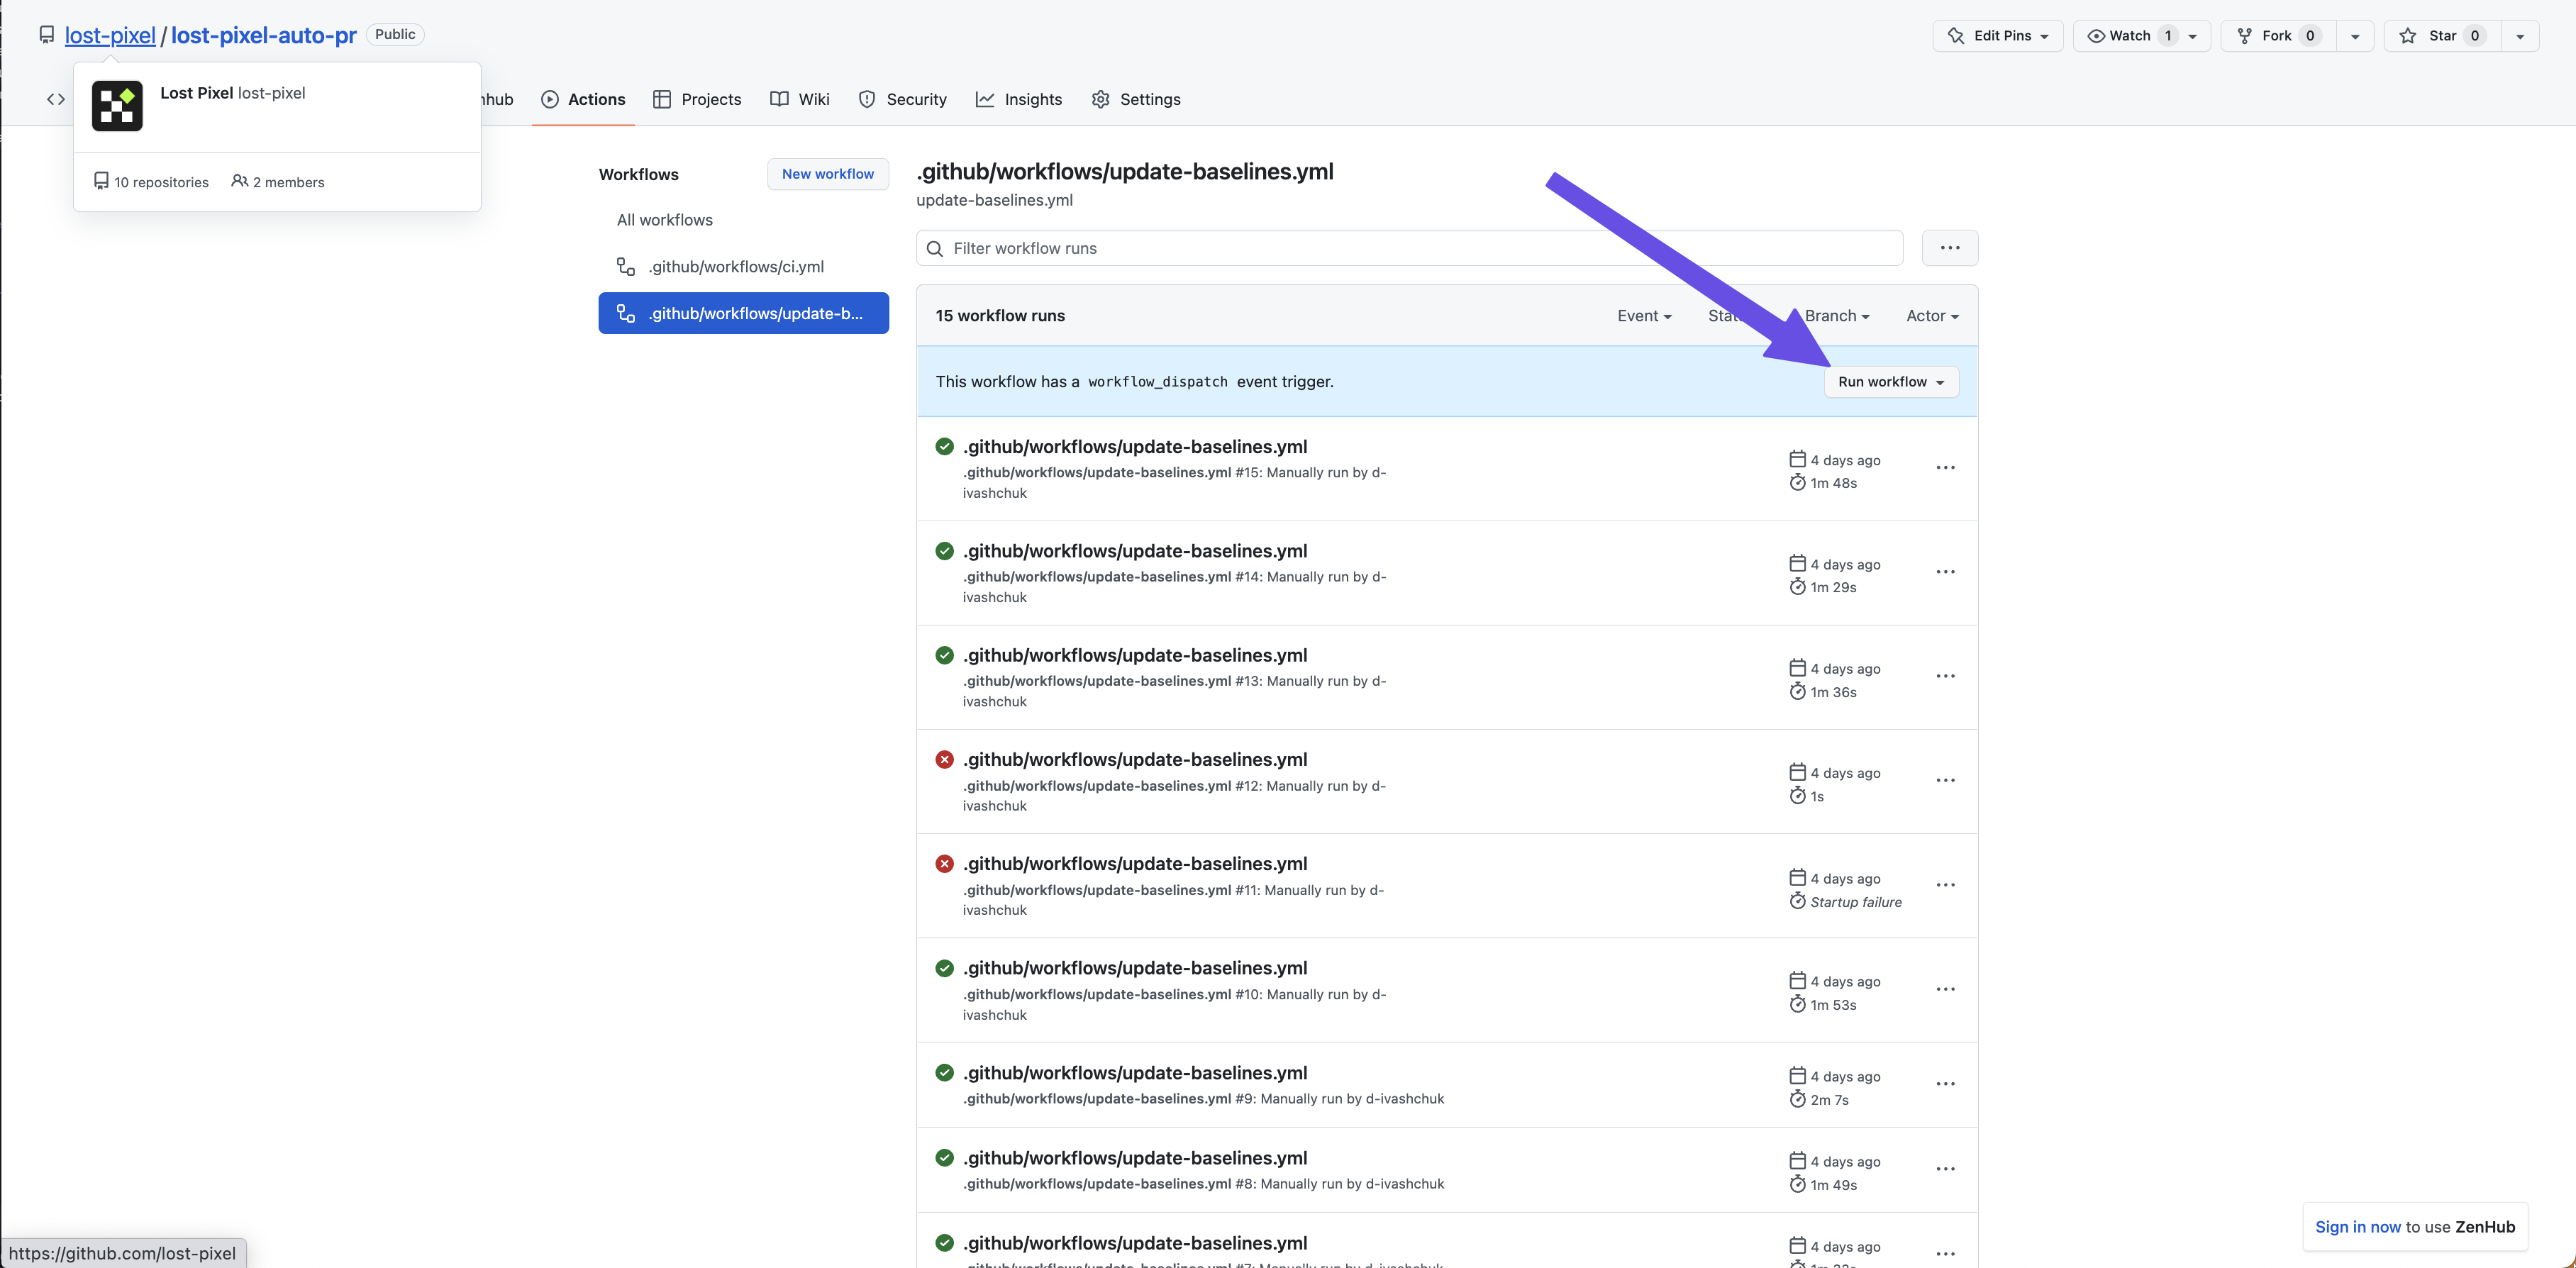 lost-pixel / lost-pixel-auto-pr Public
Edit Pins Watch 1 Fork 0 Star 0
Lost Pixel lost-pixel
10 repositories 2 members
Actions Projects Wiki Security Insights Settings
Workflows New workflow
All workflows
.github/workflows/ci.yml
.github/workflows/update-b...
.github/workflows/update-baselines.yml
update-baselines.yml
Filter workflow runs
15 workflow runs Event Branch Actor
This workflow has a workflow_dispatch event trigger. Run workflow
.github/workflows/update-baselines.yml
.github/workflows/update-baselines.yml #15: Manually run by d-
ivashchuk
4 days ago
1m 48s
.github/workflows/update-baselines.yml
.github/workflows/update-baselines.yml #14: Manually run by d-
ivashchuk
4 days ago
1m 29s
.github/workflows/update-baselines.yml
.github/workflows/update-baselines.yml #13: Manually run by d-
ivashchuk
4 days ago
1m 36s
.github/workflows/update-baselines.yml
.github/workflows/update-baselines.yml #12: Manually run by d-
ivashchuk
4 days ago
1s
.github/workflows/update-baselines.yml
.github/workflows/update-baselines.yml #11: Manually run by d-
ivashchuk
4 days ago
Startup failure
.github/workflows/update-baselines.yml
.github/workflows/update-baselines.yml #10: Manually run by d-
ivashchuk
4 days ago
1m 53s
.github/workflows/update-baselines.yml
.github/workflows/update-baselines.yml #9: Manually run by d-ivashchuk
4 days ago
2m 7s
.github/workflows/update-baselines.yml
.github/workflows/update-baselines.yml #8: Manually run by d-ivashchuk
4 days ago
1m 49s
.github/workflows/update-baselines.yml
4 days ago
Sign in now to use ZenHub
https://github.com/lost-pixel